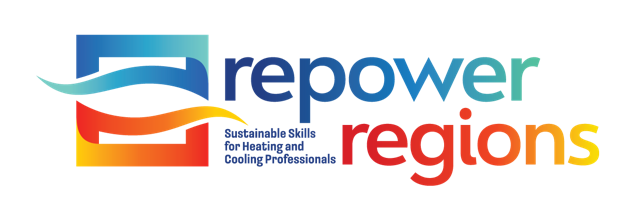 repower
regions
Sustainable Skills
for Heating and
Cooling Professionals